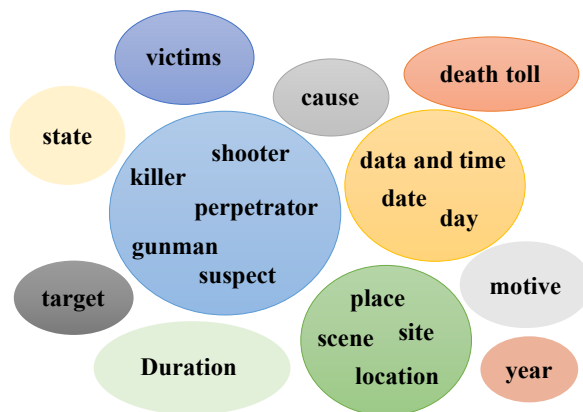 victims
death toll
cause
state
shooter
killer
perpetrator
gunman
suspect
data and time
date
day
target
motive
place
scene
site
location
Duration
year